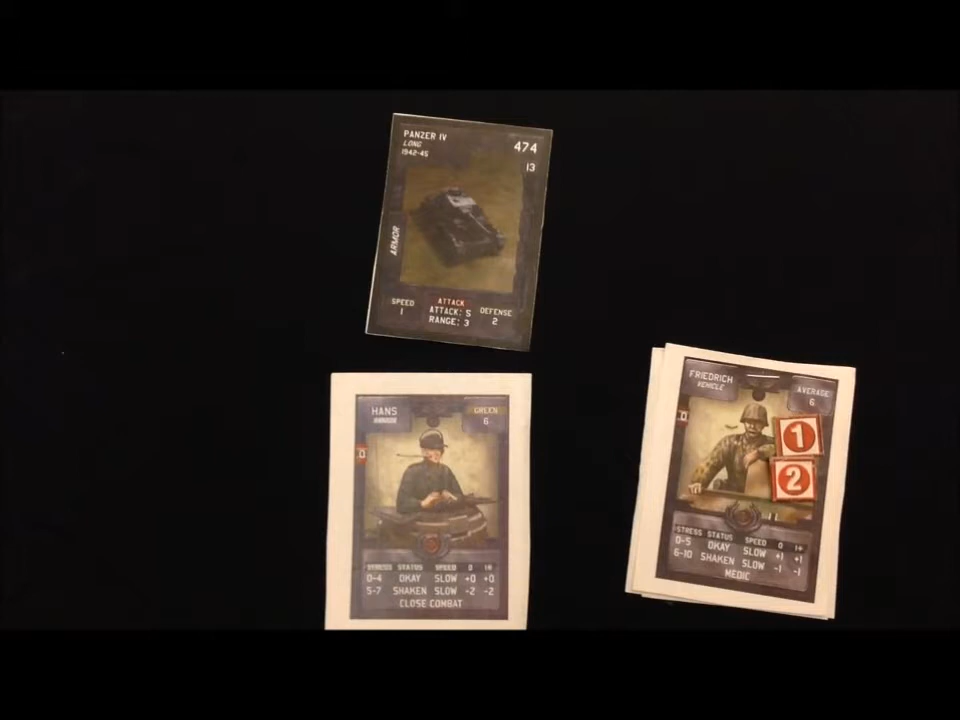 PANZER IV
LONG
1942-45
474
13
ARMOR
SPEED
1
ATTACK
ATTACK: 5
RANGE: 3
DEFENSE
2
HANS
GREEN
6
STRESS STATUS SPEED 0 1+
0-4 OKAY SLOW +0 +0
5-7 SHAKEN SLOW -2 -2
CLOSE COMBAT
FRIEDRICH
VEHICLE
AVERAGE
6
1
2
STRESS STATUS SPEED 0 1+
0-5 OKAY SLOW +1 +1
6-10 SHAKEN SLOW -1 -1
MEDIC